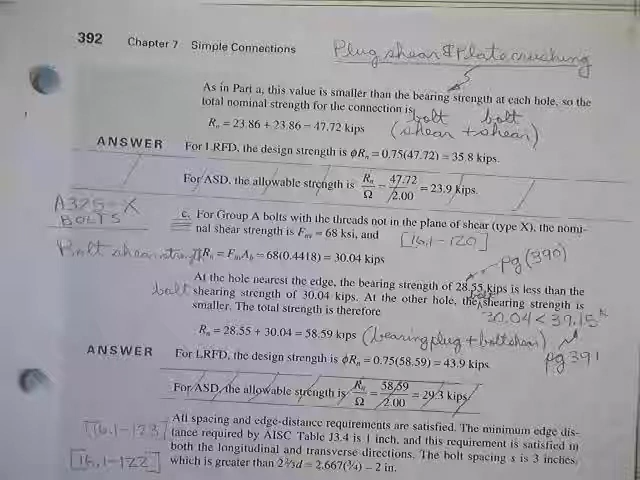 392 Chapter 7 Simple Connections
Plug shear & Plate crushing
As in Part a, this value is smaller than the bearing strength at each hole, so the
total nominal strength for the connection is
bolt bolt
Rₙ = 23.86 + 23.86 = 47.72 kips (shear + shear)
ANSWER For LRFD, the design strength is ϕRₙ = 0.75(47.72) = 35.8 kips.
For ASD, the allowable strength is Rₙ/Ω = 47.72/2.00 = 23.9 kips.
A325-X
BOLTS
c. For Group A bolts with the threads not in the plane of shear (type X), the nomi-
nal shear strength is Fₙᵥ = 68 ksi, and [16.1-120]
Bolt shear strength Rₙ = FₙᵥA_b = 68(0.4418) = 30.04 kips
pg (390)
At the hole nearest the edge, the bearing strength of 28.55 kips is less than the
bolt shearing strength of 30.04 kips. At the other hole, the bolt shearing strength is
smaller. The total strength is therefore 30.04 < 39.15ᵏ
Rₙ = 28.55 + 30.04 = 58.59 kips (bearing plug + bolt shear)
pg 391
ANSWER For LRFD, the design strength is ϕRₙ = 0.75(58.59) = 43.9 kips.
For ASD, the allowable strength is Rₙ/Ω = 58.59/2.00 = 29.3 kips.
All spacing and edge-distance requirements are satisfied. The minimum edge dis-
[16.1-123] tance required by AISC Table J3.4 is 1 inch, and this requirement is satisfied in
both the longitudinal and transverse directions. The bolt spacing s is 3 inches,
[16.1-122] which is greater than 2⅔d = 2.667(¾) = 2 in.